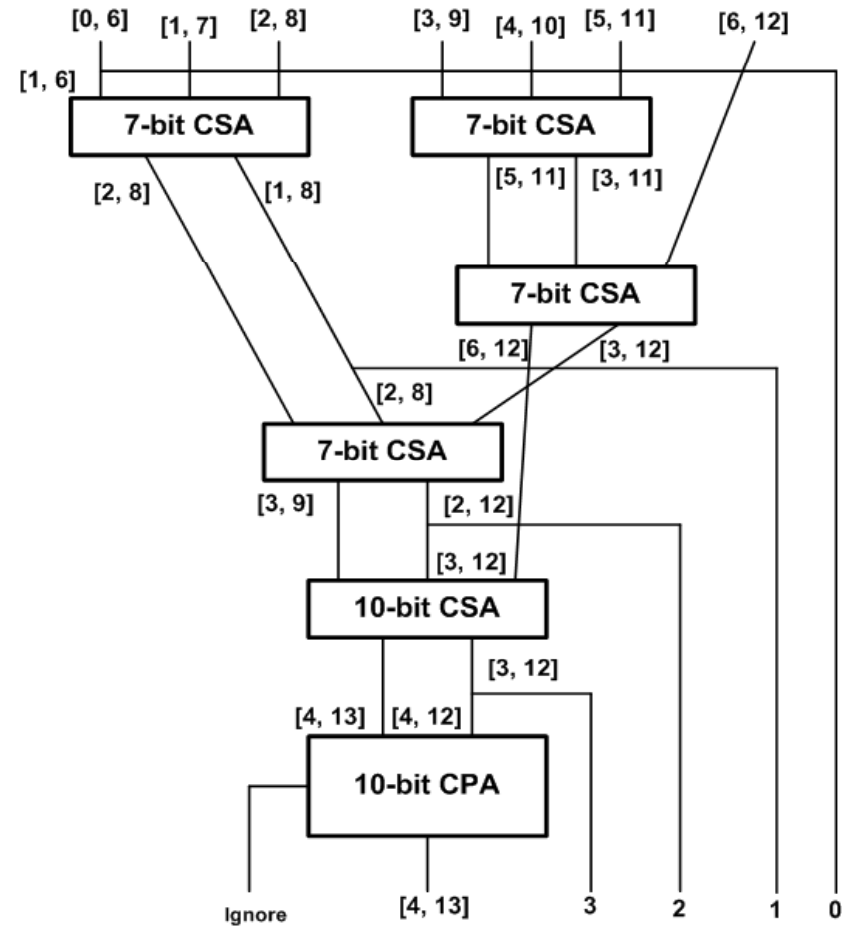 [0, 6] [1, 7] [2, 8] [3, 9] [4, 10] [5, 11] [6, 12]
[1, 6]
7-bit CSA 7-bit CSA
[2, 8] [1, 8] [5, 11] [3, 11]
7-bit CSA
[6, 12] [3, 12]
[2, 8]
7-bit CSA
[3, 9] [2, 12]
[3, 12]
10-bit CSA
[3, 12]
[4, 13] [4, 12]
10-bit CPA
Ignore [4, 13] 3 2 1 0